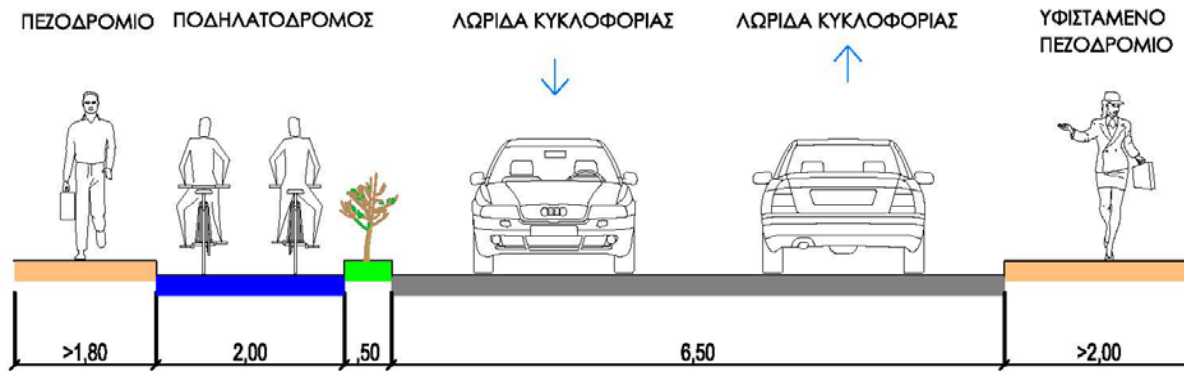 ΠΕΖΟΔΡΟΜΙΟ
ΠΟΔΗΛΑΤΟΔΡΟΜΟΣ
ΛΩΡΙΔΑ ΚΥΚΛΟΦΟΡΙΑΣ
ΛΩΡΙΔΑ ΚΥΚΛΟΦΟΡΙΑΣ
ΥΦΙΣΤΑΜΕΝΟ
ΠΕΖΟΔΡΟΜΙΟ
>1,80
2,00
,50
6,50
>2,00